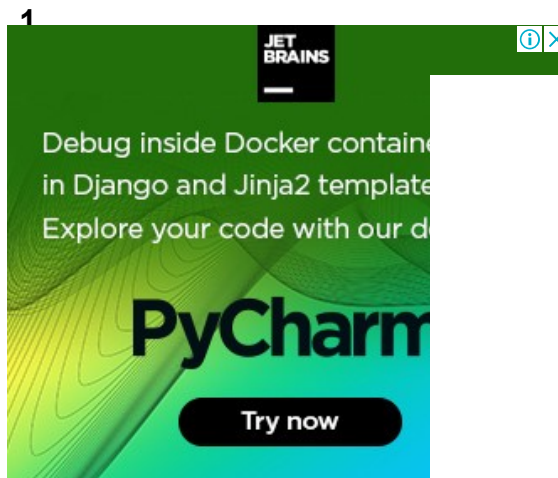 1
JET
BRAINS
Debug inside Docker containe
in Django and Jinja2 template
Explore your code with our d
PyCharm
Try now